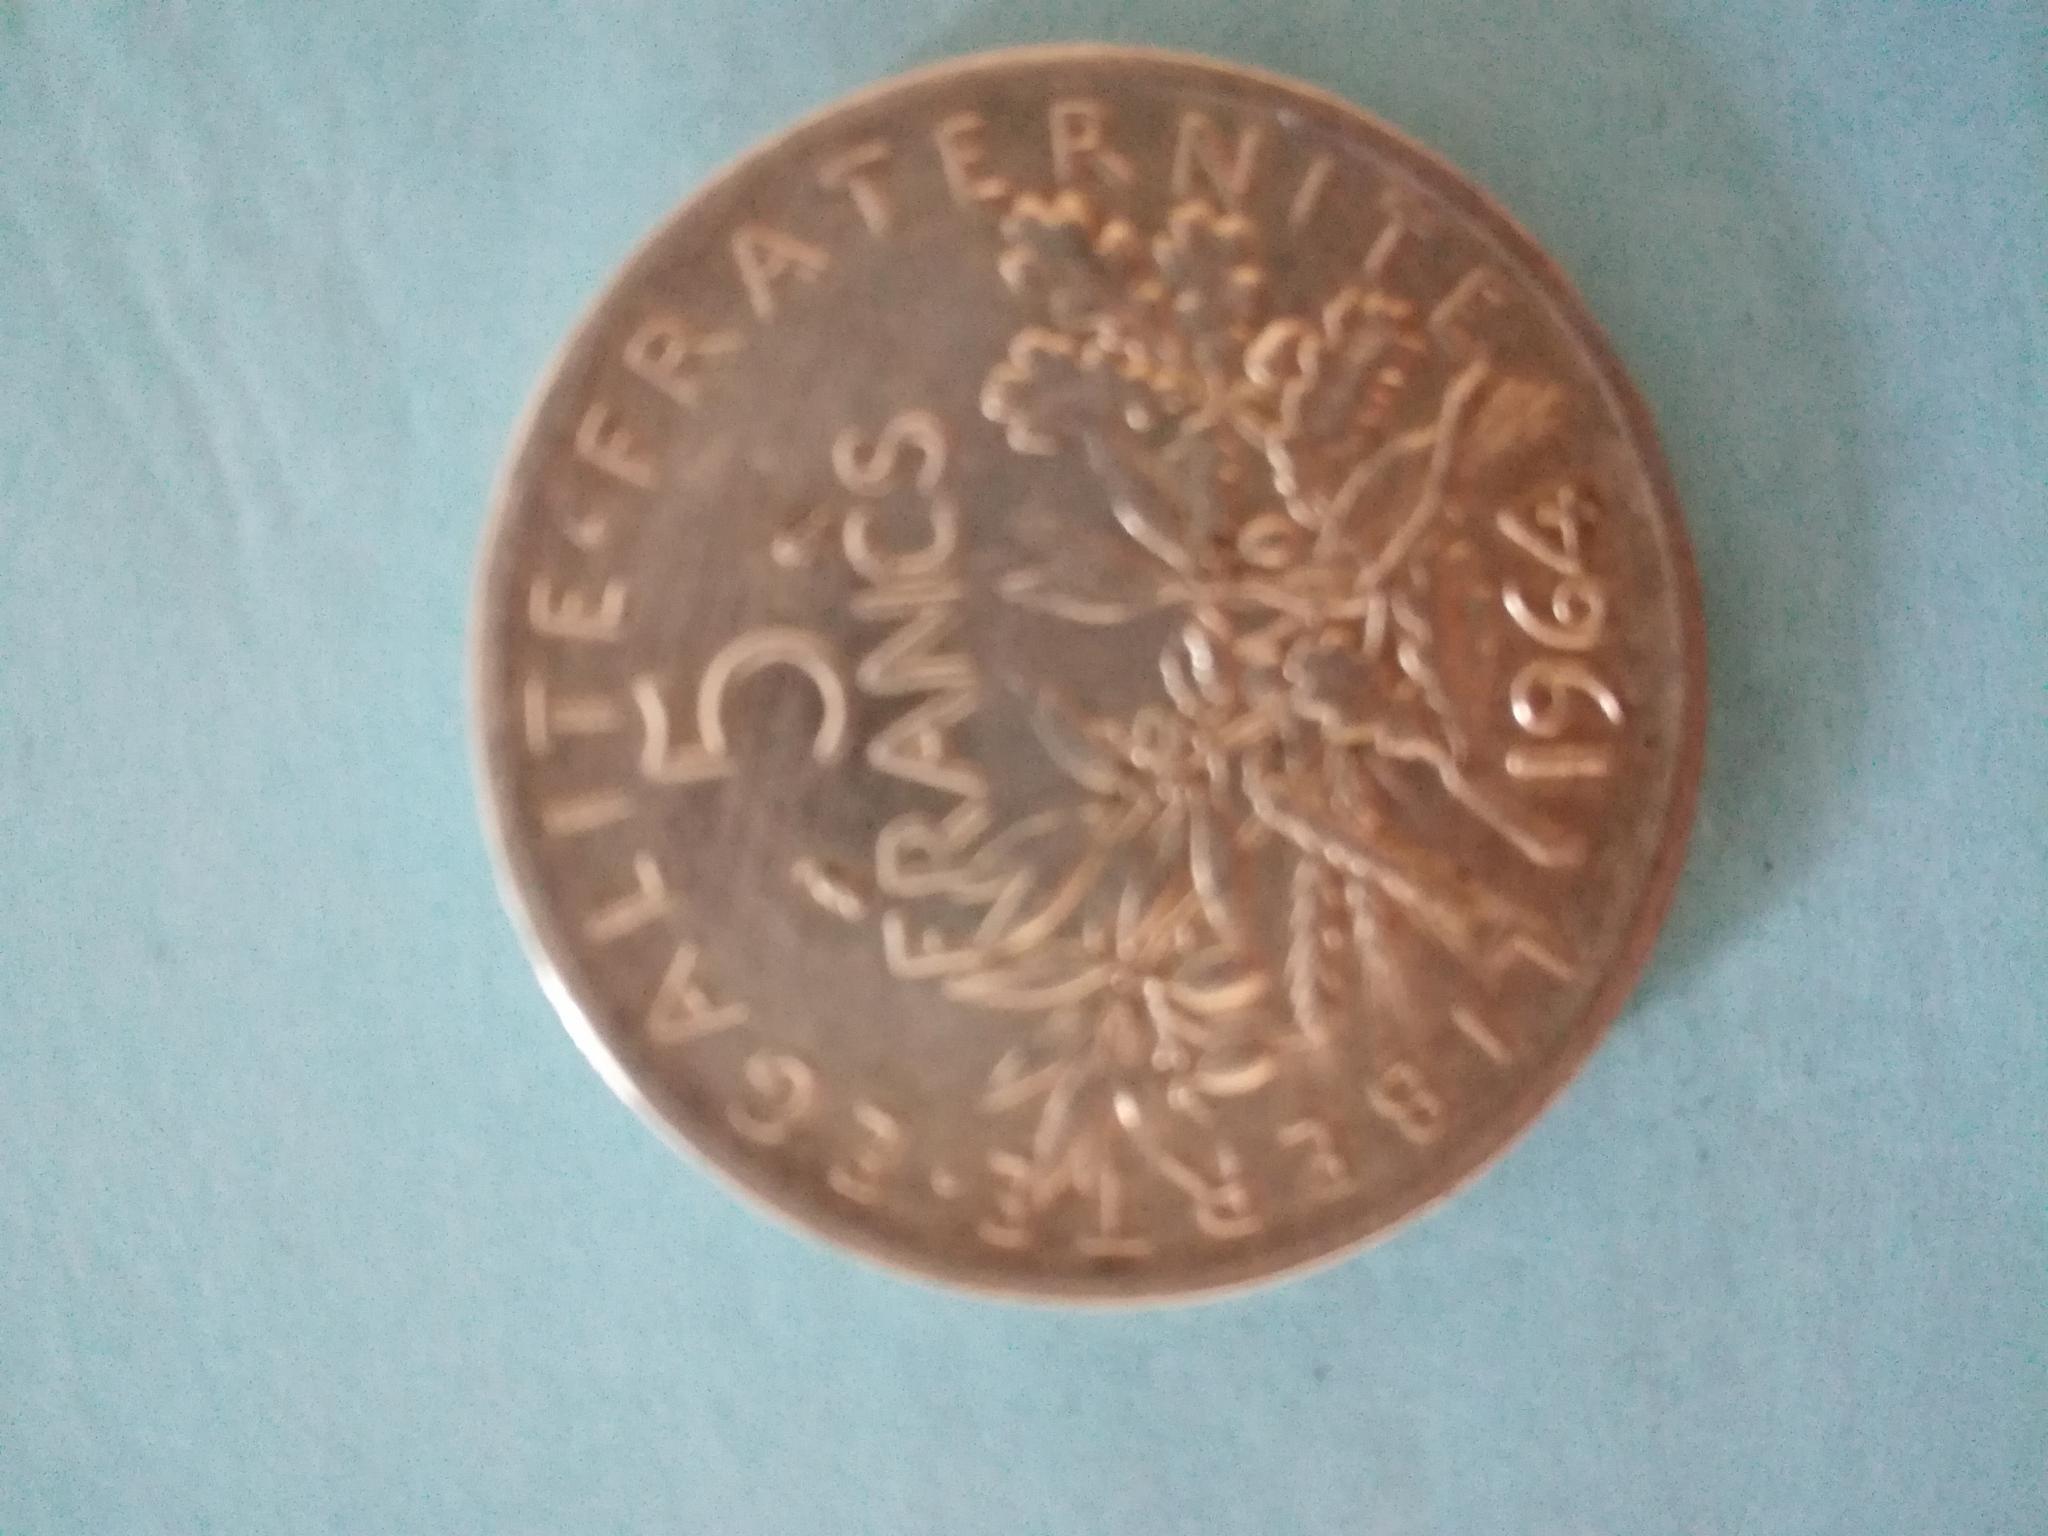 LIBERTE · EGALITE · FRATERNITE
5
FRANCS
1964